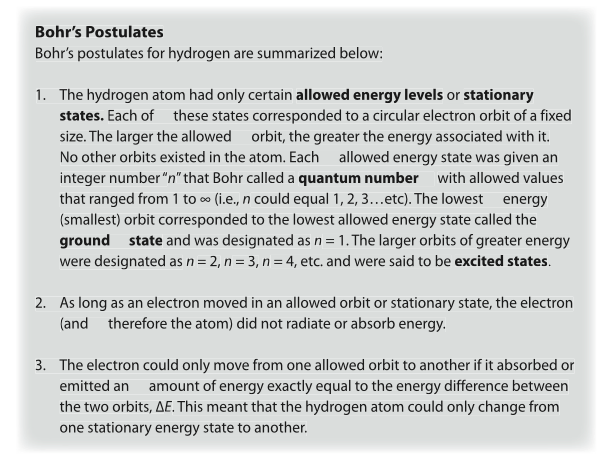 Bohr's Postulates
Bohr's postulates for hydrogen are summarized below:
1. The hydrogen atom had only certain allowed energy levels or stationary
states. Each of these states corresponded to a circular electron orbit of a fixed
size. The larger the allowed orbit, the greater the energy associated with it.
No other orbits existed in the atom. Each allowed energy state was given an
integer number "n" that Bohr called a quantum number with allowed values
that ranged from 1 to ∞ (i.e., n could equal 1, 2, 3…etc). The lowest energy
(smallest) orbit corresponded to the lowest allowed energy state called the
ground state and was designated as n = 1. The larger orbits of greater energy
were designated as n = 2, n = 3, n = 4, etc. and were said to be excited states.
2. As long as an electron moved in an allowed orbit or stationary state, the electron
(and therefore the atom) did not radiate or absorb energy.
3. The electron could only move from one allowed orbit to another if it absorbed or
emitted an amount of energy exactly equal to the energy difference between
the two orbits, ΔE. This meant that the hydrogen atom could only change from
one stationary energy state to another.